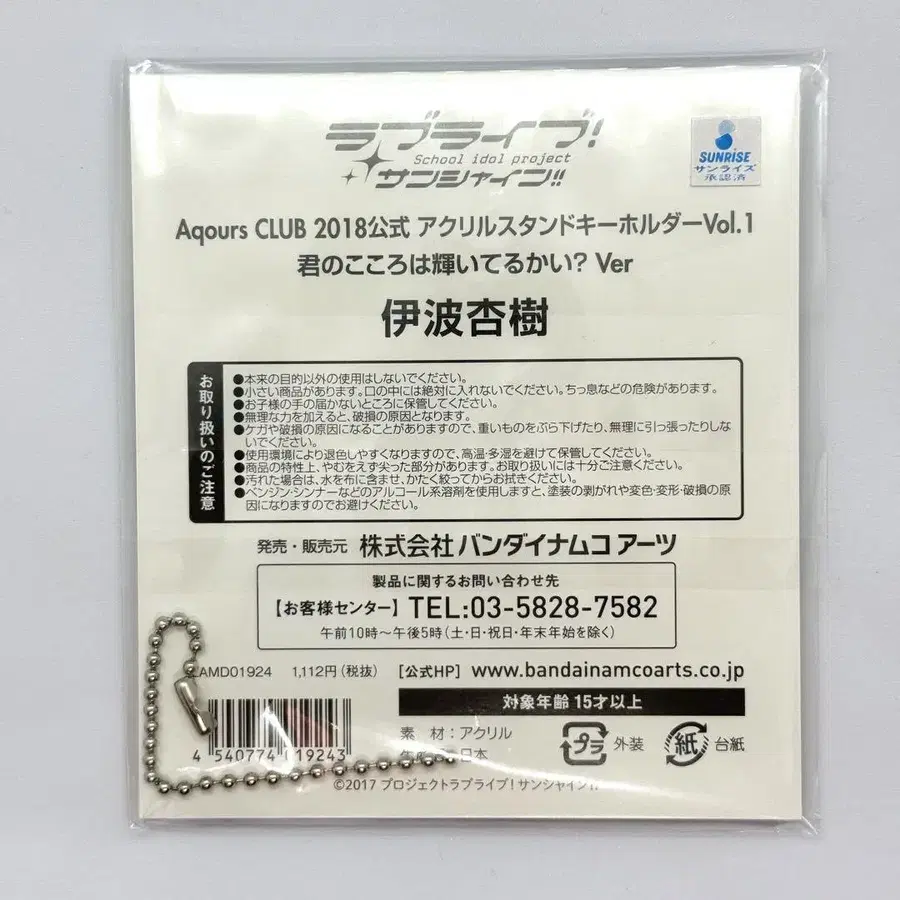 ラブライブ!
School idol project
サンシャイン!!
SUNRISE
サンライズ
承認済
Aqours CLUB 2018公式 アクリルスタンドキーホルダーVol.1
君のこころは輝いてるかい? Ver
伊波杏樹
お取り扱いのご注意
●本来の目的以外の使用はしないでください。
●小さい商品があります。口の中には絶対に入れないでください。ちっ息などの危険があります。
●お子様の手の届かないところに保管してください。
●無理な力を加えると、破損の原因となります。
●ケガや破損の原因になることがありますので、重いものをぶら下げたり、無理に引っ張ったりしな
いでください。
●使用環境により退色しやすくなりますので、高温・多湿を避けて保管してください。
●商品の特性上、やむをえず尖った部分があります。お取り扱いには十分ご注意ください。
●汚れた場合は、水を布に含ませ、かたく絞ってからお拭きください。
●ベンジン・シンナーなどのアルコール系溶剤を使用しますと、塗装の剥がれや変色・変形・破損の原
因になりますのでお避けください。
発売・販売元 株式会社バンダイナムコアーツ
製品に関するお問い合わせ先
【お客様センター】 TEL:03-5828-7582
午前10時～午後5時(土・日・祝日・年末年始を除く)
AMD01924 1,112円(税抜) [公式HP] www.bandainamcoarts.co.jp
対象年齢 15才以上
素 材:アクリル
日本
プラ 外装
紙 台紙
4 540774 019243
©2017 プロジェクトラブライブ!サンシャイン!!